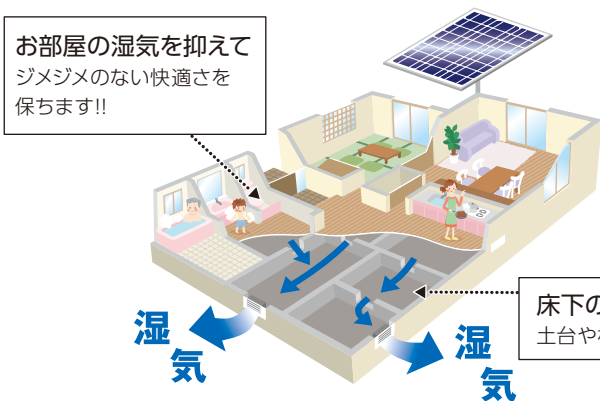 お部屋の湿気を抑えて
ジメジメのない快適さを
保ちます!!
床下の
土台や
湿
気
湿
気